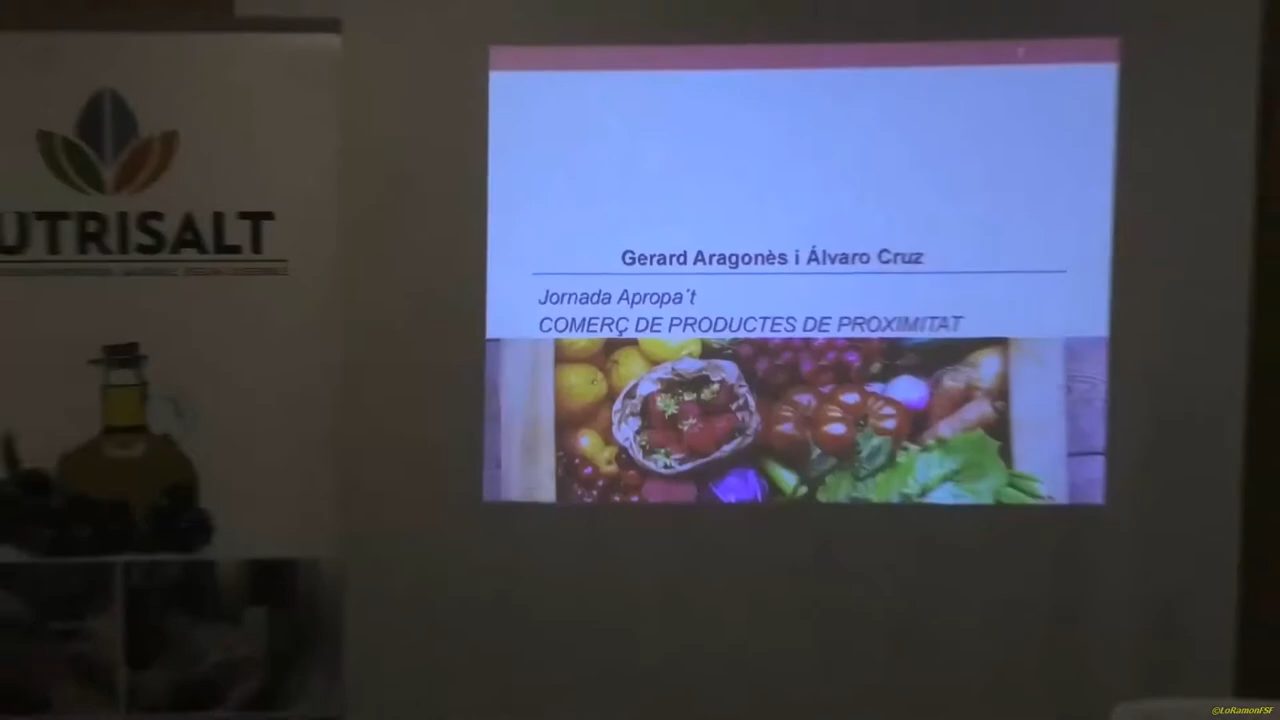 UTRISALT
Gerard Aragonès i Álvaro Cruz
Jornada Apropa´t
COMERÇ DE PRODUCTES DE PROXIMITAT
©LoRamonFSF